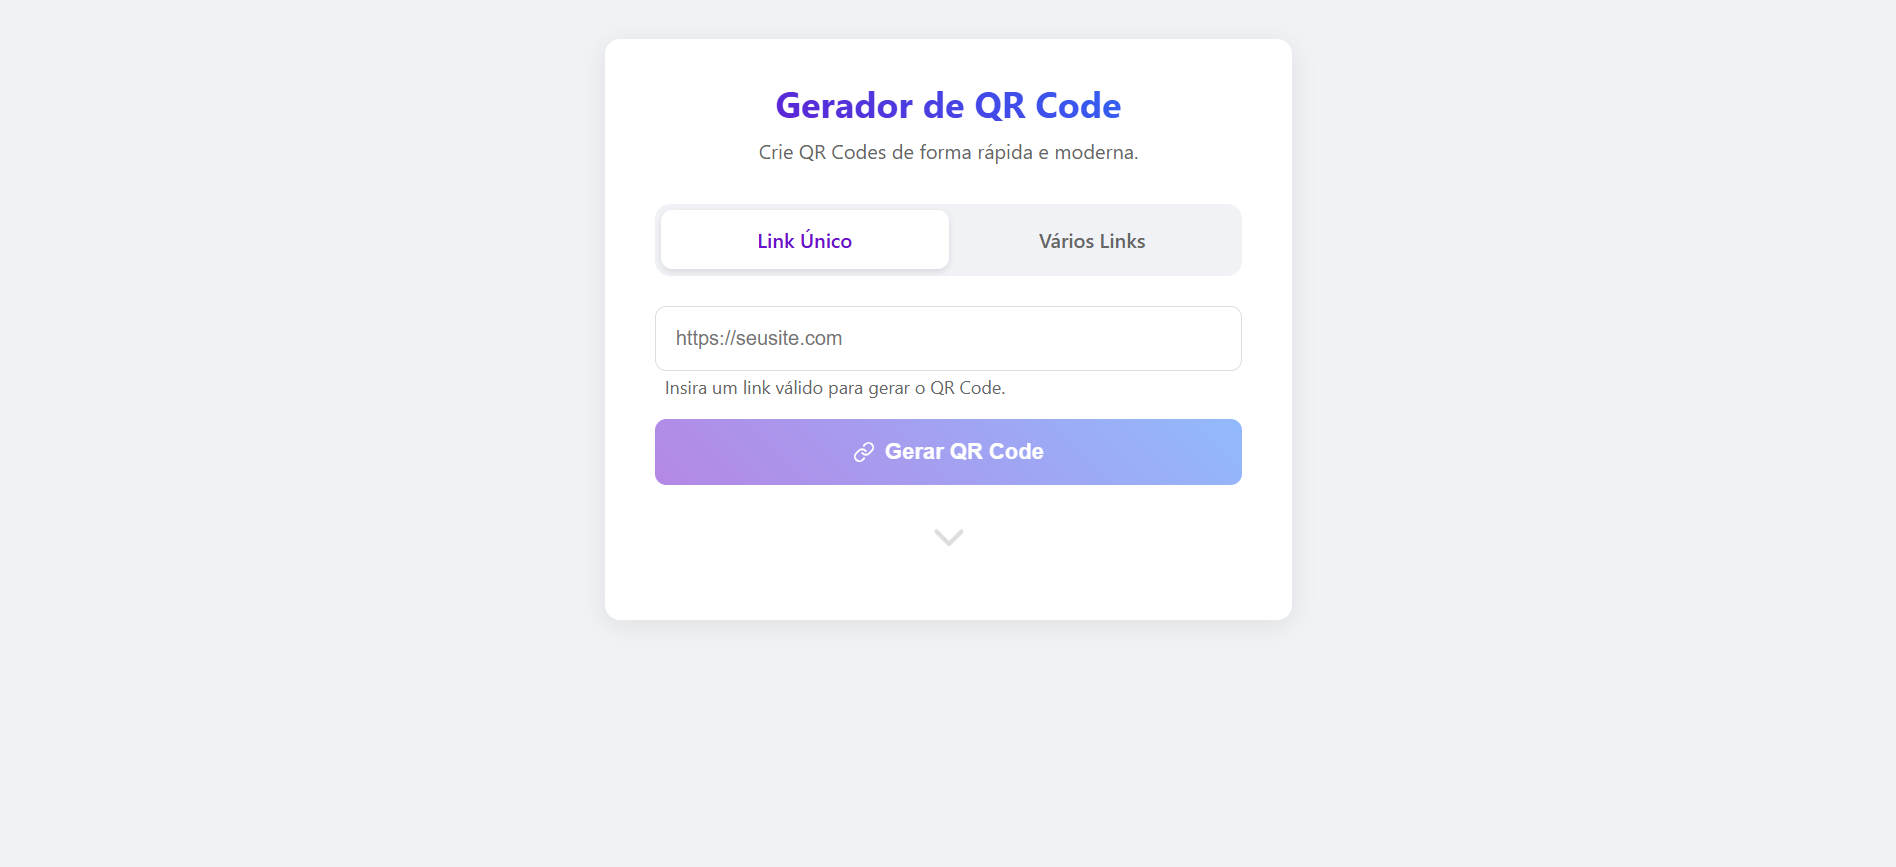 Gerador de QR Code
Crie QR Codes de forma rápida e moderna.
Link Único
Vários Links
https://seusite.com
Insira um link válido para gerar o QR Code.
Gerar QR Code